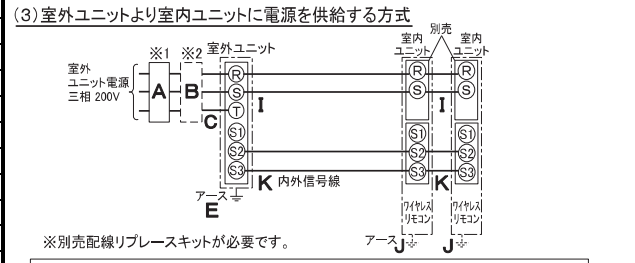 (3)室外ユニットより室内ユニットに電源を供給する方式
別売
※1 ※2 室外ユニット 室内ユニット 室内ユニット
室外
ユニット電源
三相 200V
A B C
R S T S1 S2 S3
I
R S S1 S2 S3
I
R S S1 S2 S3
K 内外信号線
K
アース
E
ワイヤレス
リモコン
ワイヤレス
リモコン
アース J J
※別売配線リプレースキットが必要です。